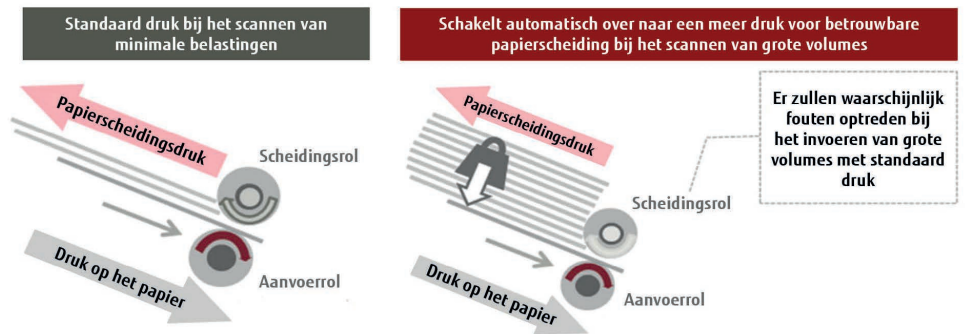 Standaard druk bij het scannen van
minimale belastingen
Papierscheidingsdruk
Scheidingsrol
Aanvoerrol
Druk op het papier
Schakelt automatisch over naar een meer druk voor betrouwbare
papierscheiding bij het scannen van grote volumes
Papierscheidingsdruk
Er zullen waarschijnlijk
fouten optreden bij
het invoeren van grote
volumes met standaard
druk
Scheidingsrol
Aanvoerrol
Druk op het papier